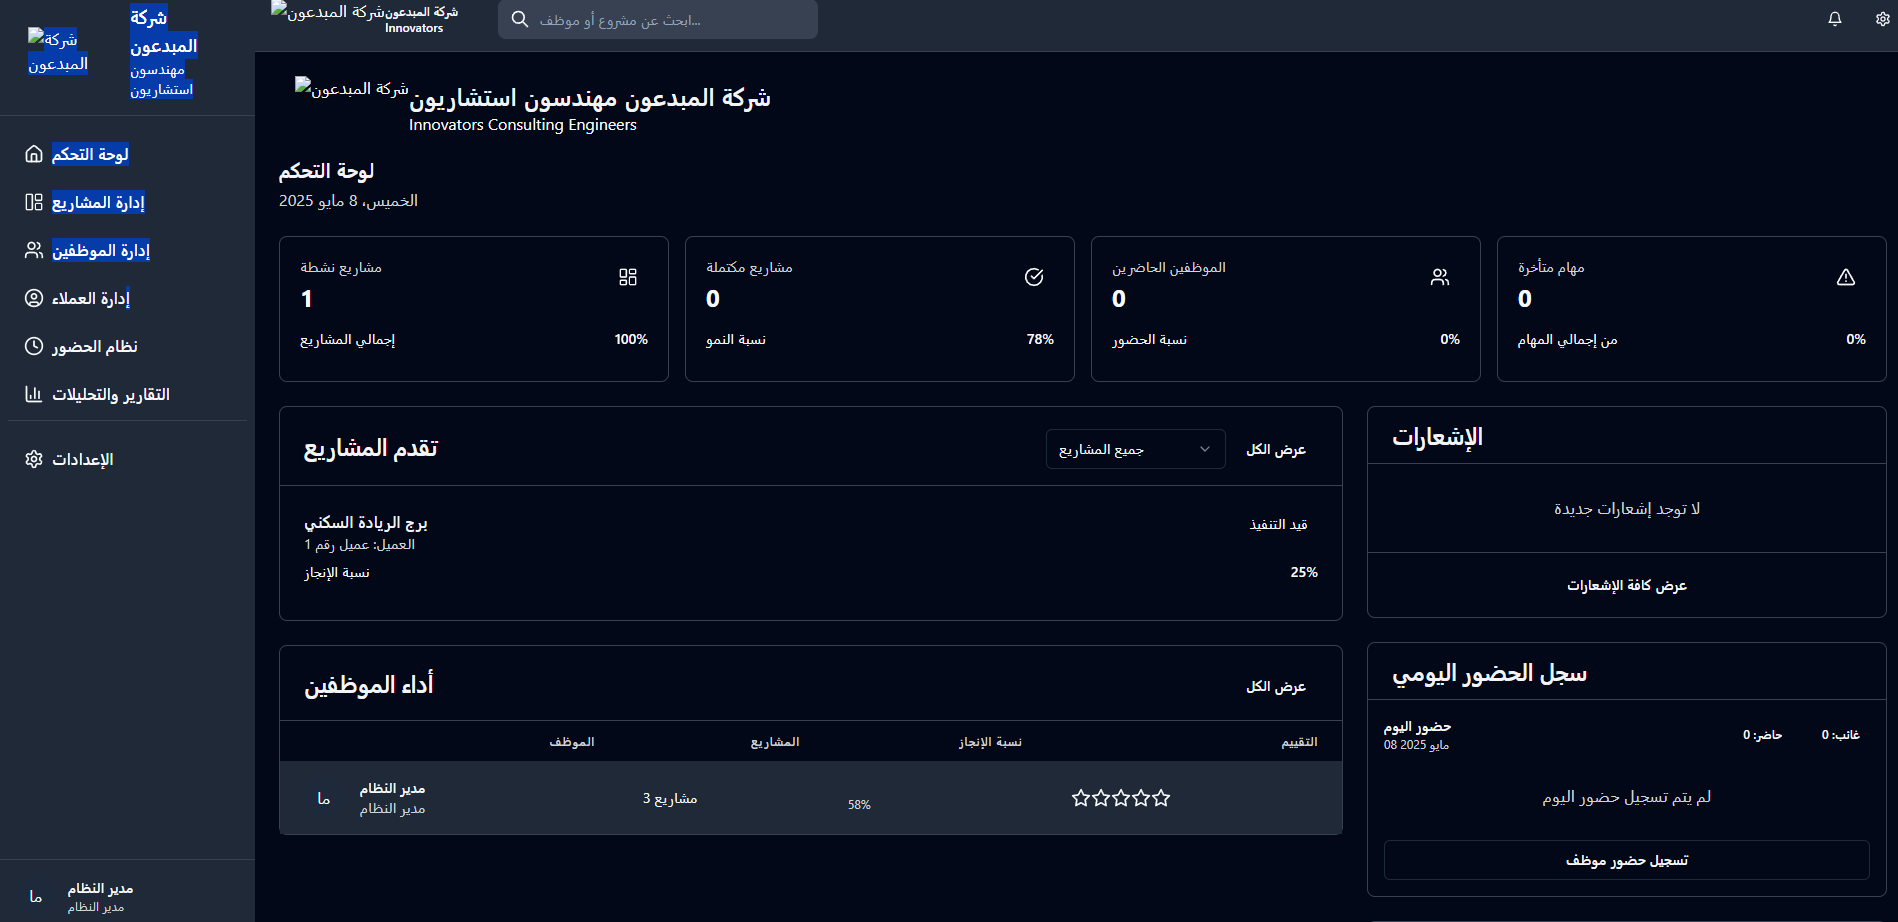 شركة المبدعون
شركة
المبدعون
مهندسون
استشاريون
لوحة التحكم
إدارة المشاريع
إدارة الموظفين
إدارة العملاء
نظام الحضور
التقارير والتحليلات
الإعدادات
ما
مدير النظام
مدير النظام
شركة المبدعون
شركة المبدعون
Innovators
ابحث عن مشروع أو موظف...
شركة المبدعون
شركة المبدعون مهندسون استشاريون
Innovators Consulting Engineers
لوحة التحكم
الخميس، 8 مايو 2025
مشاريع نشطة
1
إجمالي المشاريع
100%
مشاريع مكتملة
0
نسبة النمو
78%
الموظفين الحاضرين
0
نسبة الحضور
0%
مهام متأخرة
0
من إجمالي المهام
0%
تقدم المشاريع
جميع المشاريع
عرض الكل
برج الريادة السكني
قيد التنفيذ
العميل: عميل رقم 1
نسبة الإنجاز
25%
الإشعارات
لا توجد إشعارات جديدة
عرض كافة الإشعارات
أداء الموظفين
عرض الكل
الموظف
المشاريع
نسبة الإنجاز
التقييم
ما
مدير النظام
مدير النظام
3 مشاريع
58%
سجل الحضور اليومي
حضور اليوم
08 مايو 2025
حاضر: 0
غائب: 0
لم يتم تسجيل حضور اليوم
تسجيل حضور موظف